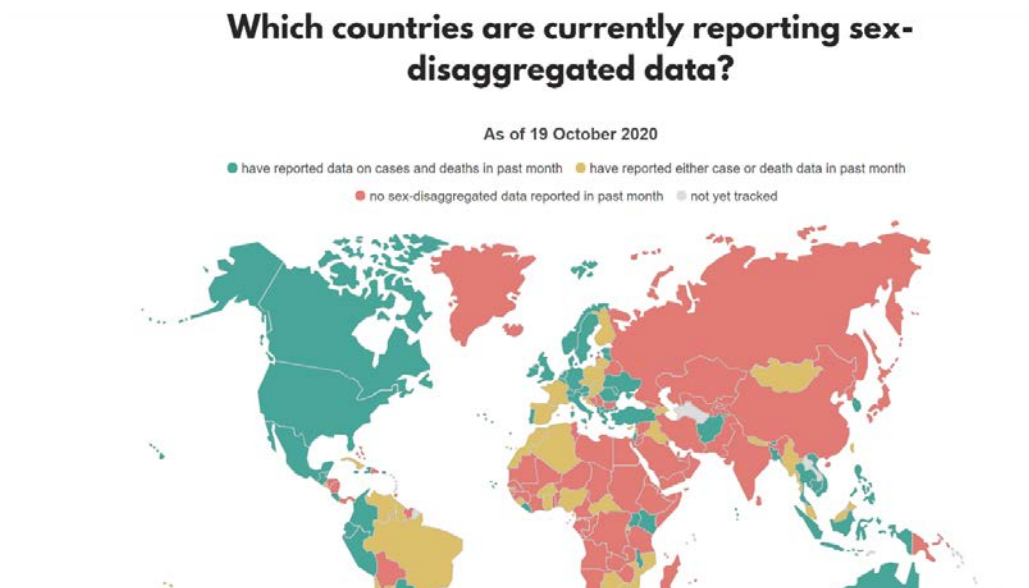 Which countries are currently reporting sex-
disaggregated data?
As of 19 October 2020
have reported data on cases and deaths in past month have reported either case or death data in past month
no sex-disaggregated data reported in past month not yet tracked